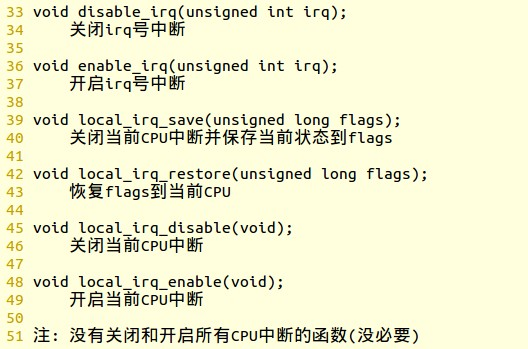 33 void disable_irq(unsigned int irq);
34     关闭irq号中断
35
36 void enable_irq(unsigned int irq);
37     开启irq号中断
38
39 void local_irq_save(unsigned long flags);
40     关闭当前CPU中断并保存当前状态到flags
41
42 void local_irq_restore(unsigned long flags);
43     恢复flags到当前CPU
44
45 void local_irq_disable(void);
46     关闭当前CPU中断
47
48 void local_irq_enable(void);
49     开启当前CPU中断
50
51 注: 没有关闭和开启所有CPU中断的函数(没必要)